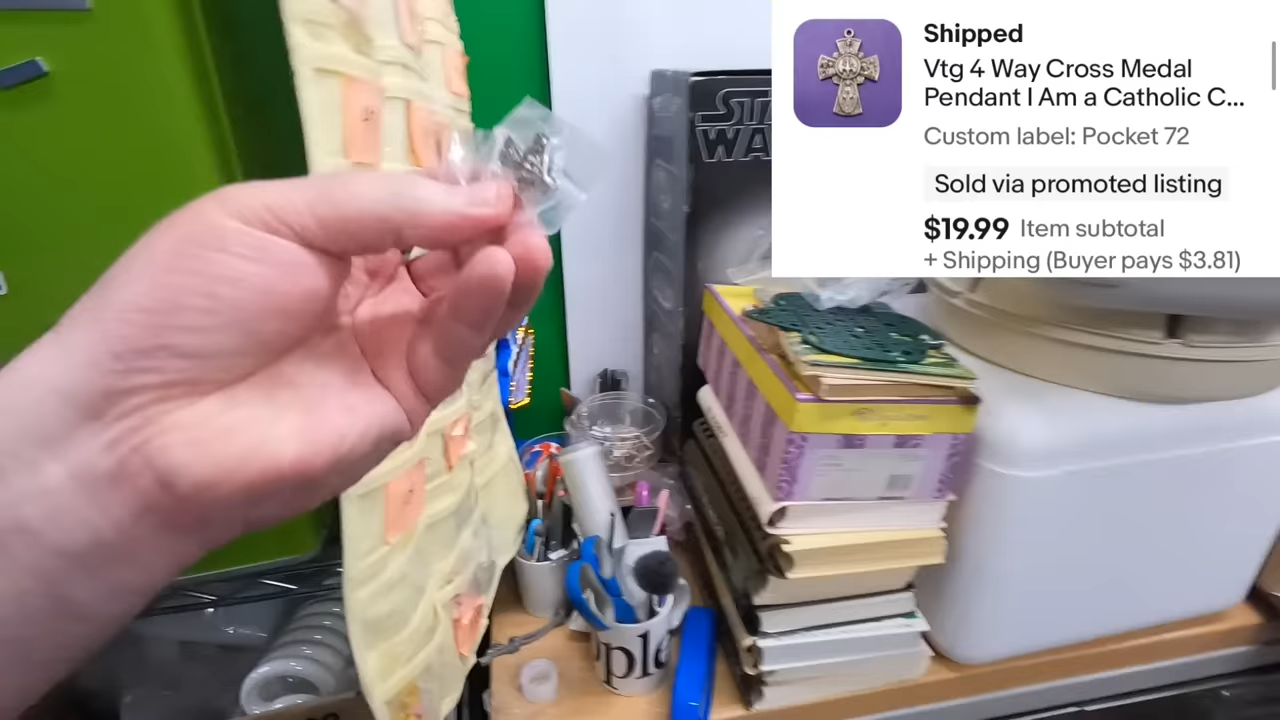 Shipped
Vtg 4 Way Cross Medal
Pendant I Am a Catholic C...
Custom label: Pocket 72
Sold via promoted listing
$19.99 Item subtotal
+ Shipping (Buyer pays $3.81)
STA
WA
ple